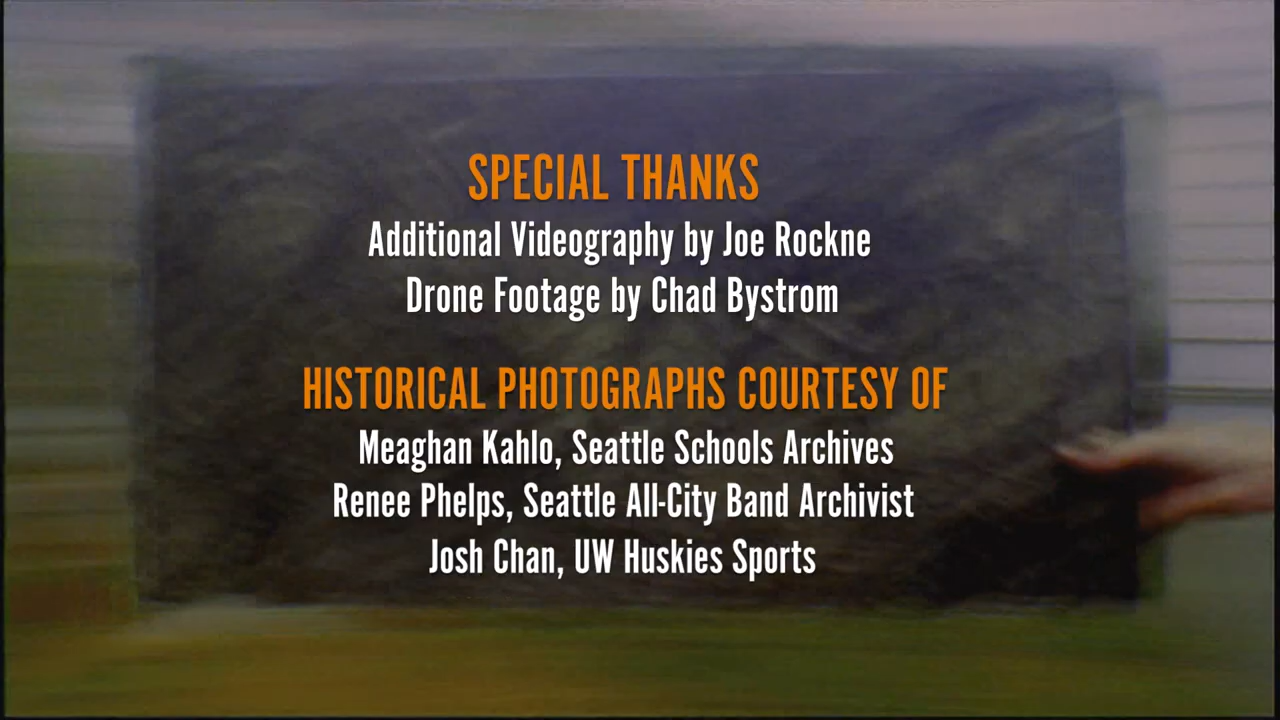 SPECIAL THANKS
Additional Videography by Joe Rockne
Drone Footage by Chad Bystrom
HISTORICAL PHOTOGRAPHS COURTESY OF
Meaghan Kahlo, Seattle Schools Archives
Renee Phelps, Seattle All-City Band Archivist
Josh Chan, UW Huskies Sports